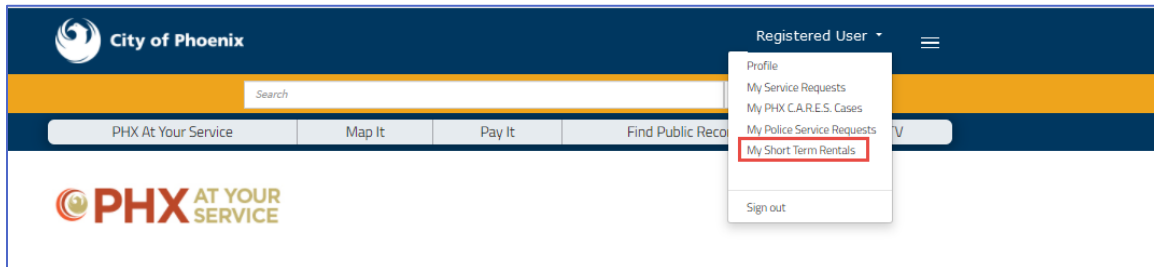 City of Phoenix
Registered User
Profile
Search
My Service Requests
My PHX C.A.R.E.S. Cases
PHX At Your Service
Map It
Pay It
Find Public Reco
My Police Service Requests
My Short Term Rentals
PHX AT YOUR
SERVICE
Sign out